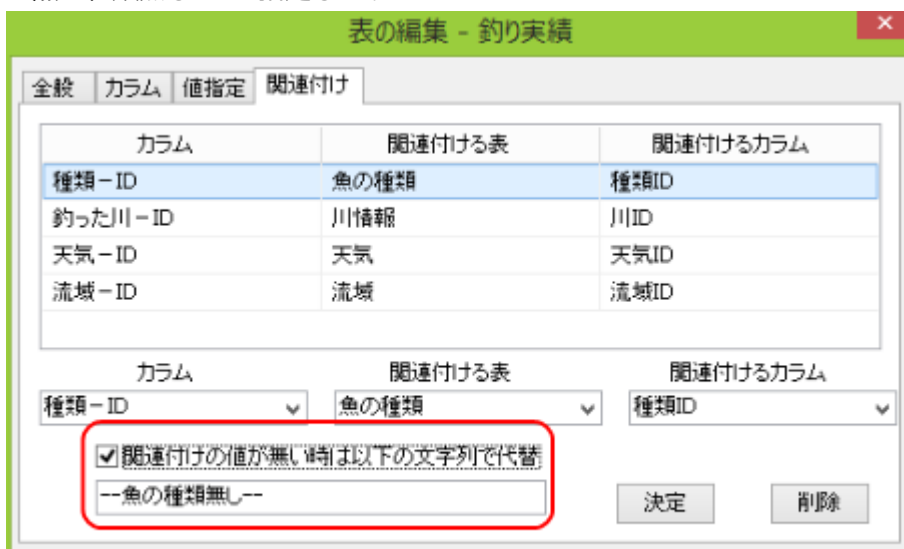 表の編集 - 釣り実績
全般 カラム 値指定 関連付け
カラム 関連付ける表 関連付けるカラム
種類－ID 魚の種類 種類ID
釣った川－ID 川情報 川ID
天気－ID 天気 天気ID
流域－ID 流域 流域ID
カラム 関連付ける表 関連付けるカラム
種類－ID 魚の種類 種類ID
関連付けの値が無い時は以下の文字列で代替
--魚の種類無し--
決定 削除